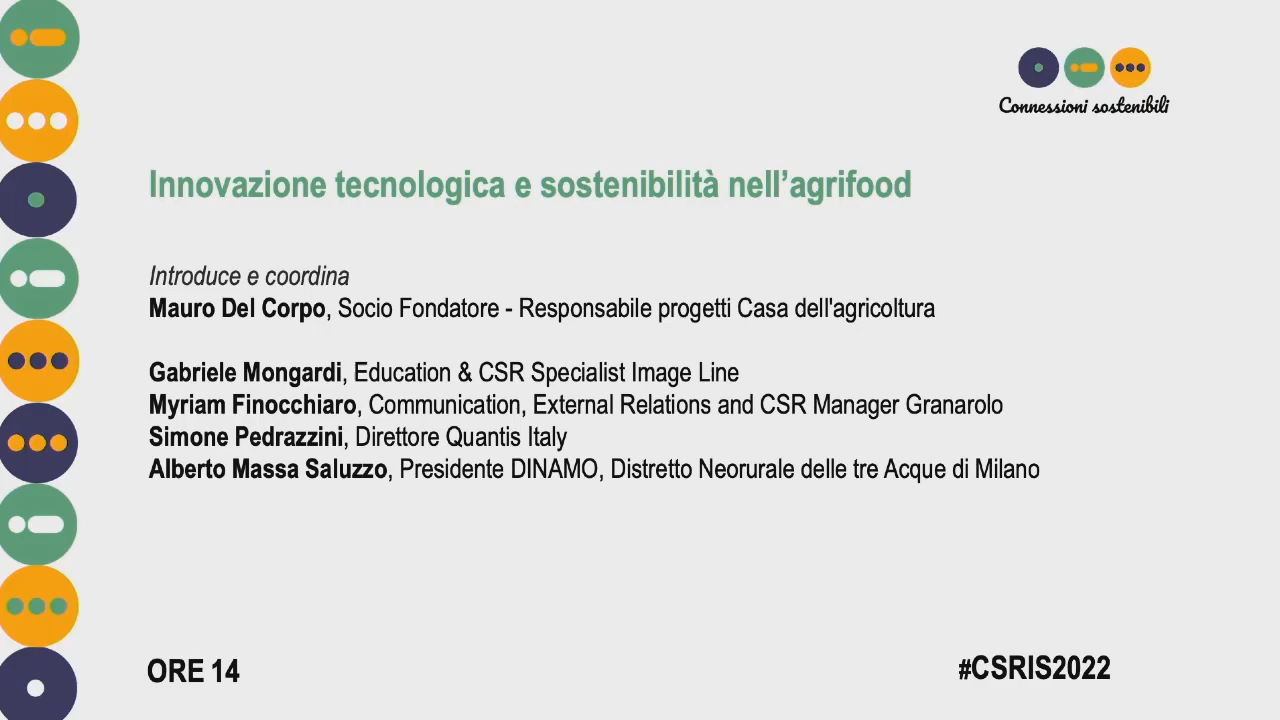 Connessioni sostenibili
Innovazione tecnologica e sostenibilità nell’agrifood
Introduce e coordina
Mauro Del Corpo, Socio Fondatore - Responsabile progetti Casa dell'agricoltura
Gabriele Mongardi, Education & CSR Specialist Image Line
Myriam Finocchiaro, Communication, External Relations and CSR Manager Granarolo
Simone Pedrazzini, Direttore Quantis Italy
Alberto Massa Saluzzo, Presidente DINAMO, Distretto Neorurale delle tre Acque di Milano
ORE 14
#CSRIS2022